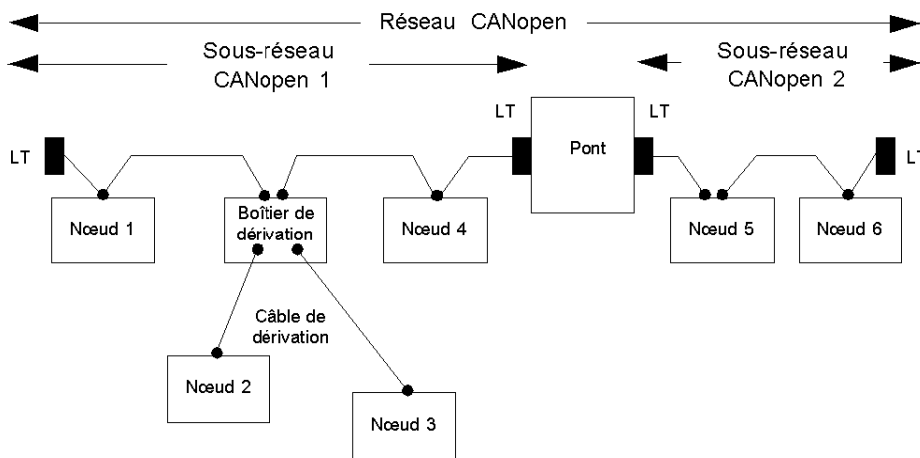 Réseau CANopen
Sous-réseau
CANopen 1
Sous-réseau
CANopen 2
LT
LT
LT
LT
Pont
Nœud 1
Boîtier de
dérivation
Nœud 4
Nœud 5
Nœud 6
Câble de
dérivation
Nœud 2
Nœud 3